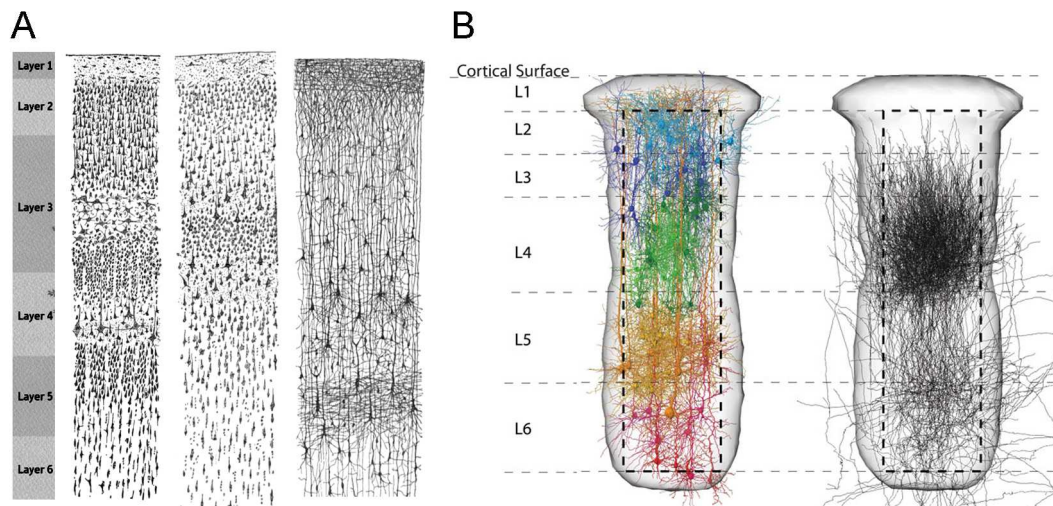 A
Layer 1
Layer 2
Layer 3
Layer 4
Layer 5
Layer 6
B
Cortical Surface
L1
L2
L3
L4
L5
L6